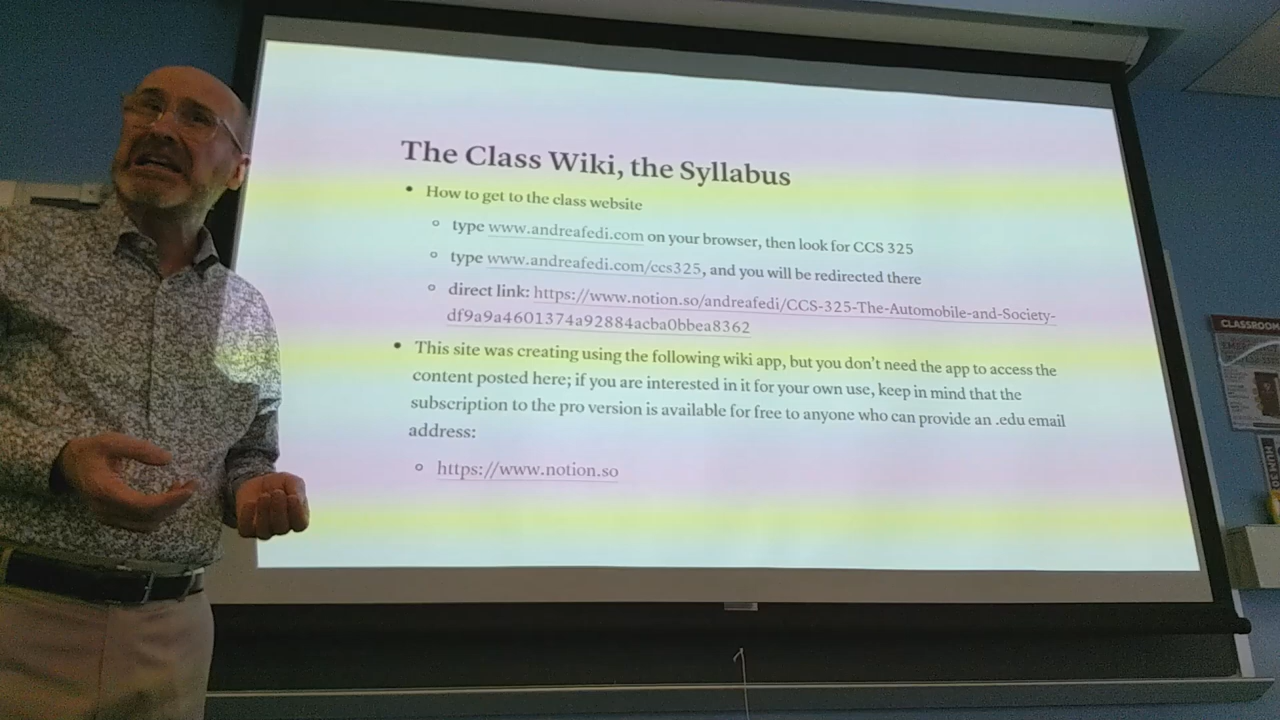 The Class Wiki, the Syllabus
• How to get to the class website
◦ type www.andreafedi.com on your browser, then look for CCS 325
◦ type www.andreafedi.com/ccs325, and you will be redirected there
◦ direct link: https://www.notion.so/andreafedi/CCS-325-The-Automobile-and-Society-
df9a9a4601374a92884acba0bbea8362
• This site was creating using the following wiki app, but you don't need the app to access the
content posted here; if you are interested in it for your own use, keep in mind that the
subscription to the pro version is available for free to anyone who can provide an .edu email
address:
◦ https://www.notion.so
CLASSROOM